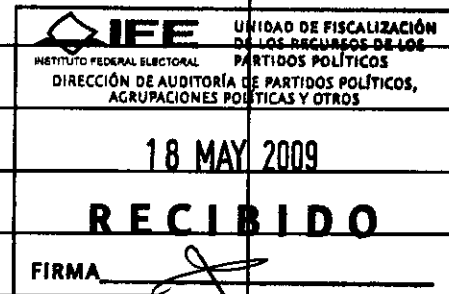 IFE
INSTITUTO FEDERAL ELECTORAL
UNIDAD DE FISCALIZACIÓN
DE LOS RECURSOS DE LOS
PARTIDOS POLÍTICOS
DIRECCIÓN DE AUDITORÍA DE PARTIDOS POLÍTICOS,
AGRUPACIONES POLÍTICAS Y OTROS
18 MAY 2009
RECIBIDO
FIRMA